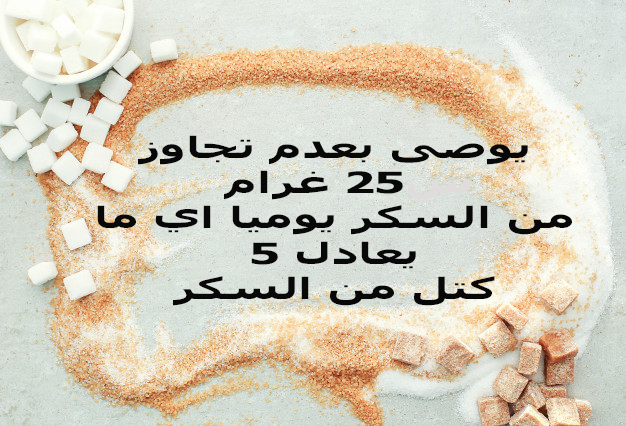 يوصى بعدم تجاوز
25 غرام
من السكر يوميا اي ما
يعادل 5
كتل من السكر